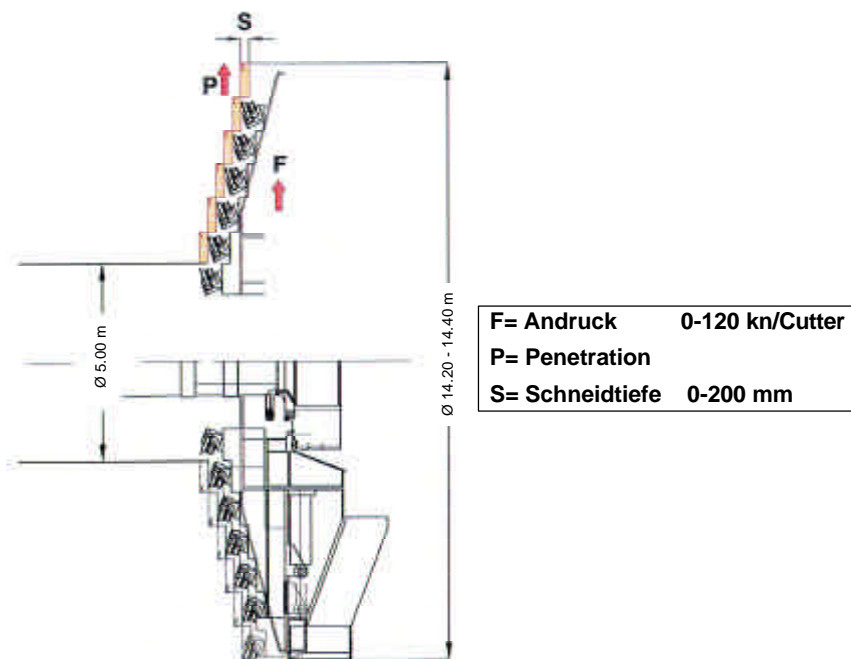 S
P
F
Ø 5.00 m
Ø 14.20 - 14.40 m
F= Andruck 0-120 kn/Cutter
P= Penetration
S= Schneidtiefe 0-200 mm